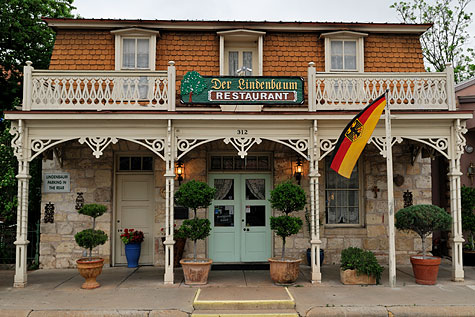 Der Lindenbaum
RESTAURANT
312
LINDENBAUM
PARKING IN
THE REAR